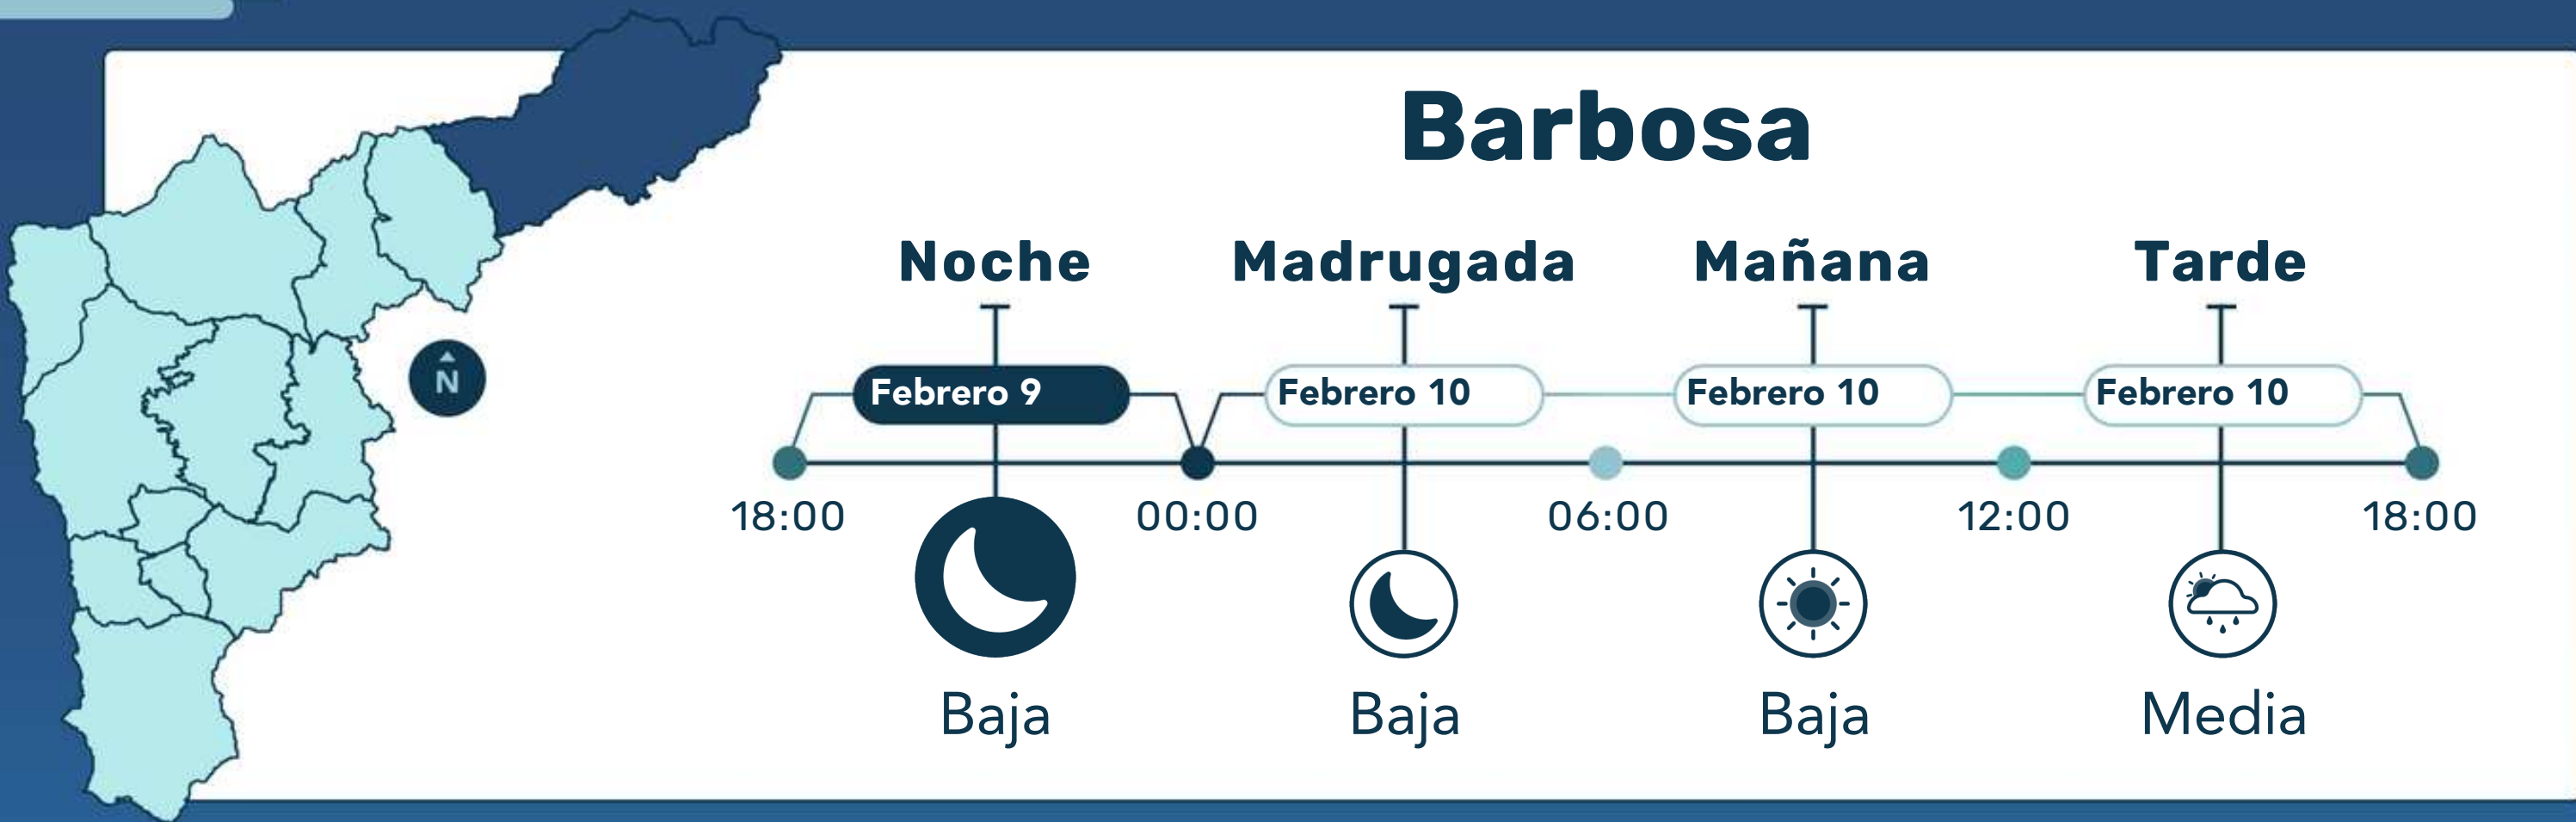 Barbosa
Noche Madrugada Mañana Tarde
N
Febrero 9 Febrero 10 Febrero 10 Febrero 10
18:00 00:00 06:00 12:00 18:00
Baja Baja Baja Media